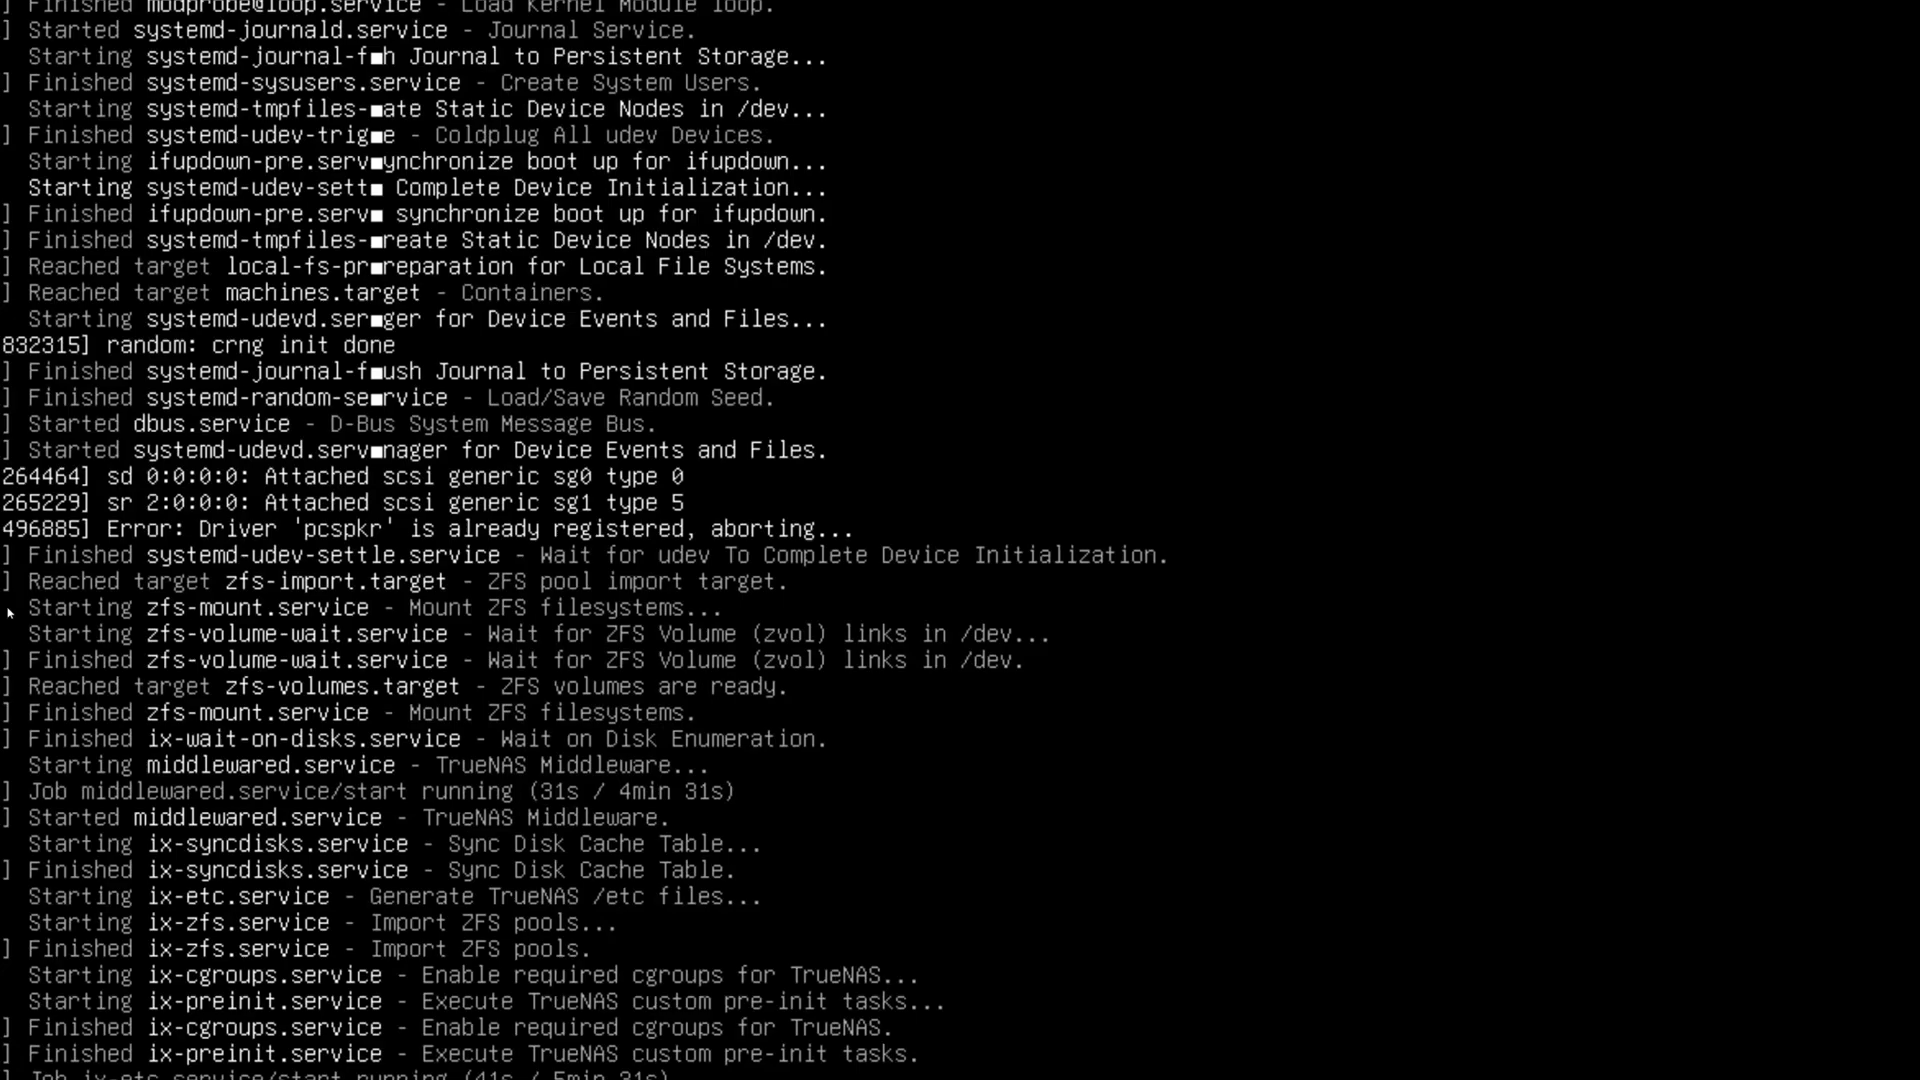 ] Finished modprobe@loop.service - Load Kernel Module loop.
] Started systemd-journald.service - Journal Service.
Starting systemd-journal-f■h Journal to Persistent Storage...
] Finished systemd-sysusers.service - Create System Users.
Starting systemd-tmpfiles-■ate Static Device Nodes in /dev...
] Finished systemd-udev-trig■e - Coldplug All udev Devices.
Starting ifupdown-pre.serv■ynchronize boot up for ifupdown...
Starting systemd-udev-sett■ Complete Device Initialization...
] Finished ifupdown-pre.serv■ synchronize boot up for ifupdown.
] Finished systemd-tmpfiles-■reate Static Device Nodes in /dev.
] Reached target local-fs-pr■reparation for Local File Systems.
] Reached target machines.target - Containers.
Starting systemd-udevd.ser■ger for Device Events and Files...
832315] random: crng init done
] Finished systemd-journal-f■ush Journal to Persistent Storage.
] Finished systemd-random-se■rvice - Load/Save Random Seed.
] Started dbus.service - D-Bus System Message Bus.
] Started systemd-udevd.serv■nager for Device Events and Files.
264464] sd 0:0:0:0: Attached scsi generic sg0 type 0
265229] sr 2:0:0:0: Attached scsi generic sg1 type 5
496885] Error: Driver 'pcspkr' is already registered, aborting...
] Finished systemd-udev-settle.service - Wait for udev To Complete Device Initialization.
] Reached target zfs-import.target - ZFS pool import target.
Starting zfs-mount.service - Mount ZFS filesystems...
Starting zfs-volume-wait.service - Wait for ZFS Volume (zvol) links in /dev...
] Finished zfs-volume-wait.service - Wait for ZFS Volume (zvol) links in /dev.
] Reached target zfs-volumes.target - ZFS volumes are ready.
] Finished zfs-mount.service - Mount ZFS filesystems.
] Finished ix-wait-on-disks.service - Wait on Disk Enumeration.
Starting middlewared.service - TrueNAS Middleware...
] Job middlewared.service/start running (31s / 4min 31s)
] Started middlewared.service - TrueNAS Middleware.
Starting ix-syncdisks.service - Sync Disk Cache Table...
] Finished ix-syncdisks.service - Sync Disk Cache Table.
Starting ix-etc.service - Generate TrueNAS /etc files...
Starting ix-zfs.service - Import ZFS pools...
] Finished ix-zfs.service - Import ZFS pools.
Starting ix-cgroups.service - Enable required cgroups for TrueNAS...
Starting ix-preinit.service - Execute TrueNAS custom pre-init tasks...
] Finished ix-cgroups.service - Enable required cgroups for TrueNAS.
] Finished ix-preinit.service - Execute TrueNAS custom pre-init tasks.
] Job ix-etc.service/start running (41s / 5min 31s)